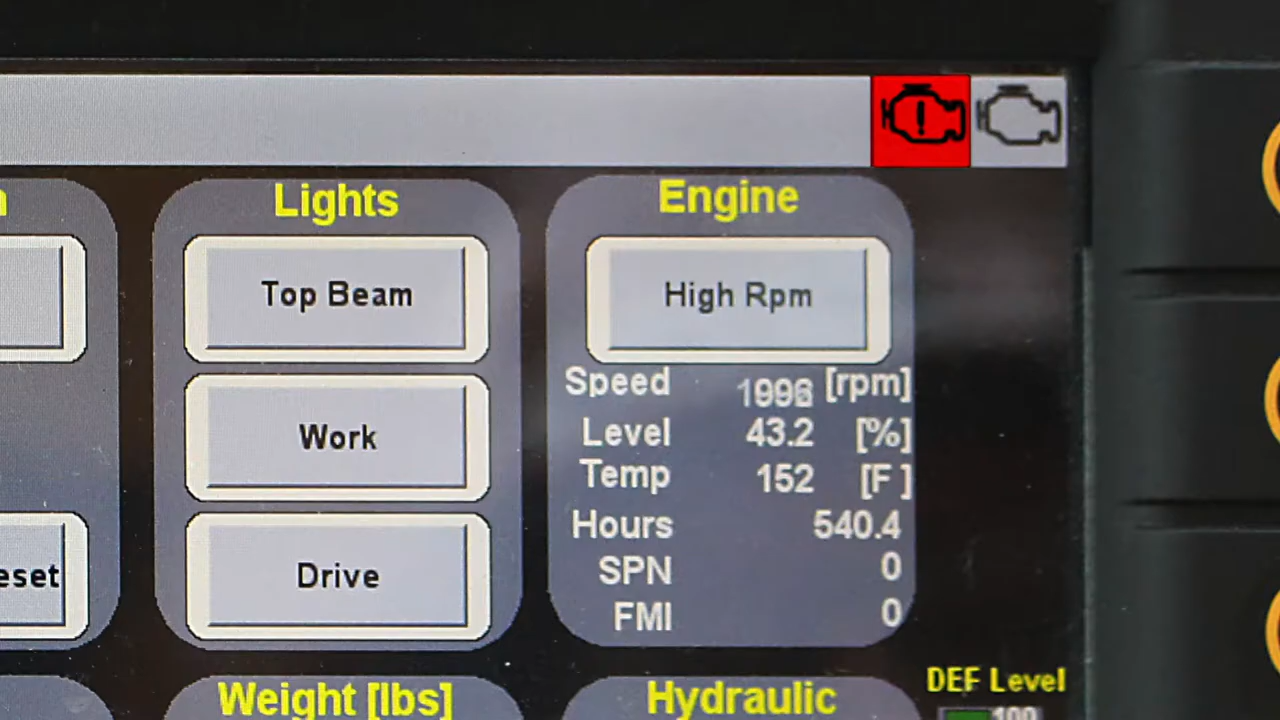 Lights
Top Beam
Work
Drive
Engine
High Rpm
Speed [rpm]
Level 43.2 [%]
Temp 152 [F ]
Hours 540.4
SPN 0
FMI 0
eset
Weight [lbs]
Hydraulic
DEF Level
100